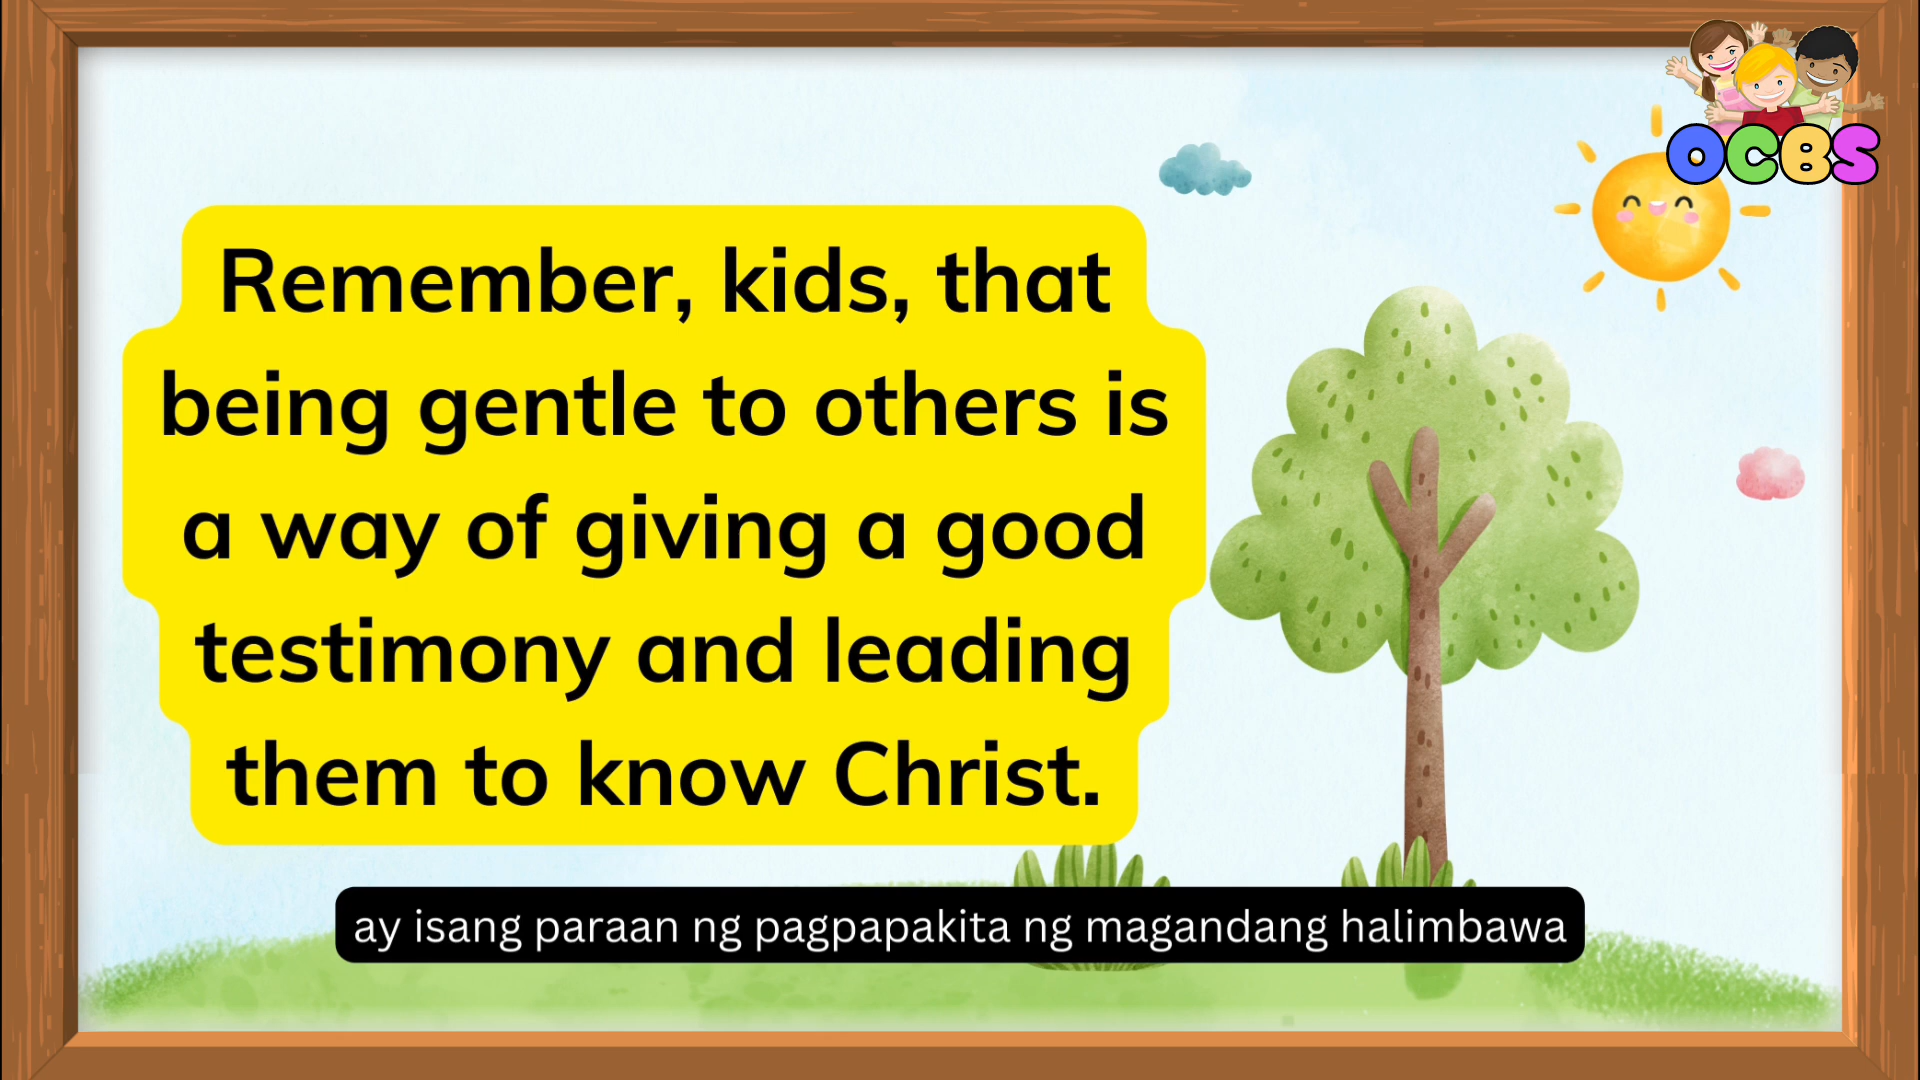 OCBS
Remember, kids, that
being gentle to others is
a way of giving a good
testimony and leading
them to know Christ.
ay isang paraan ng pagpapakita ng magandang halimbawa